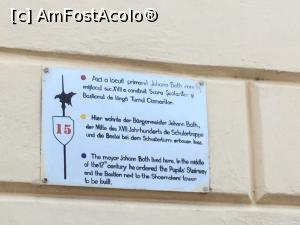 [c] AmFostAcolo®
Aici a locuit primarul Johann Both care la
mijlocul sec. XVII a construit Scara Școlarilor și
Bastionul de lângă Turnul Cizmarilor.
15
Hier wohnte der Bürgermeister Johann Both,
der Mitte des XVII Jahrhunderts die Schülertreppe
und die Bastei bei dem Schusterturm erbauen liess.
The mayor Johann Both lived here, in the middle
of the 17th century he ordered the Pupils' Stairway
and the Bastion next to the Shoemakers' tower
to be built.